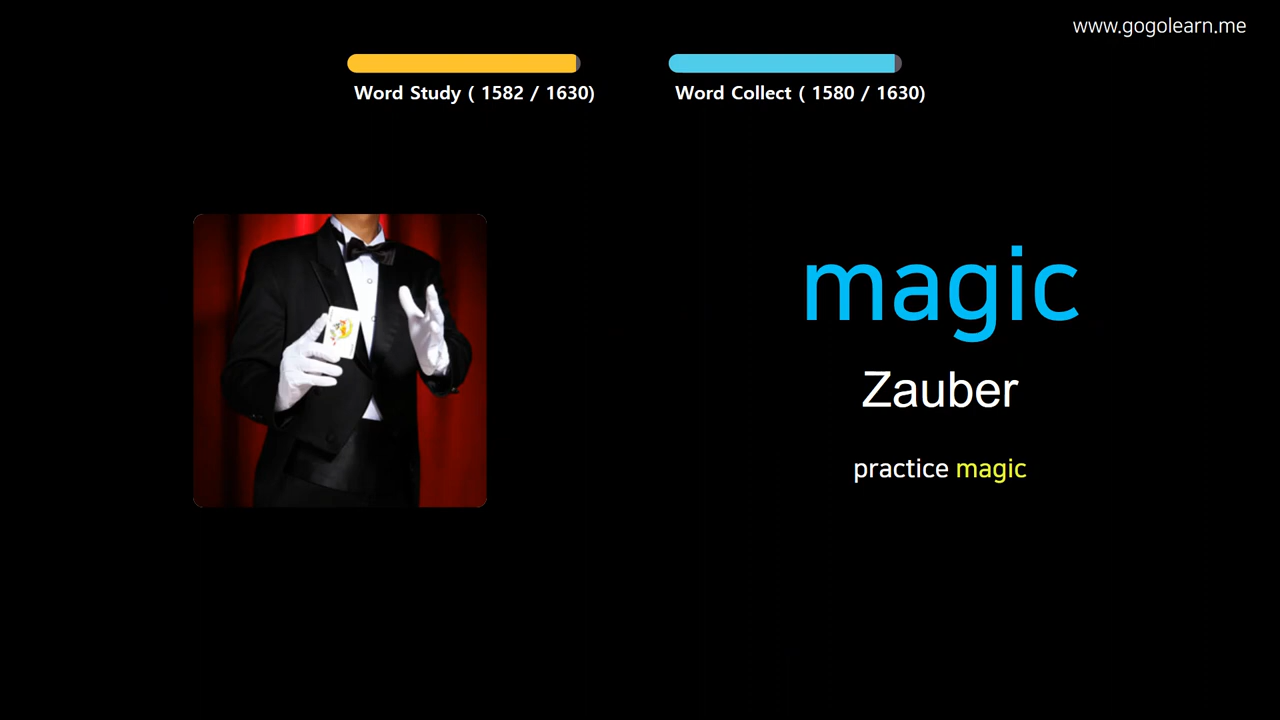 www.gogolearn.me
Word Study ( 1582 / 1630)
Word Collect ( 1580 / 1630)
magic
Zauber
practice magic